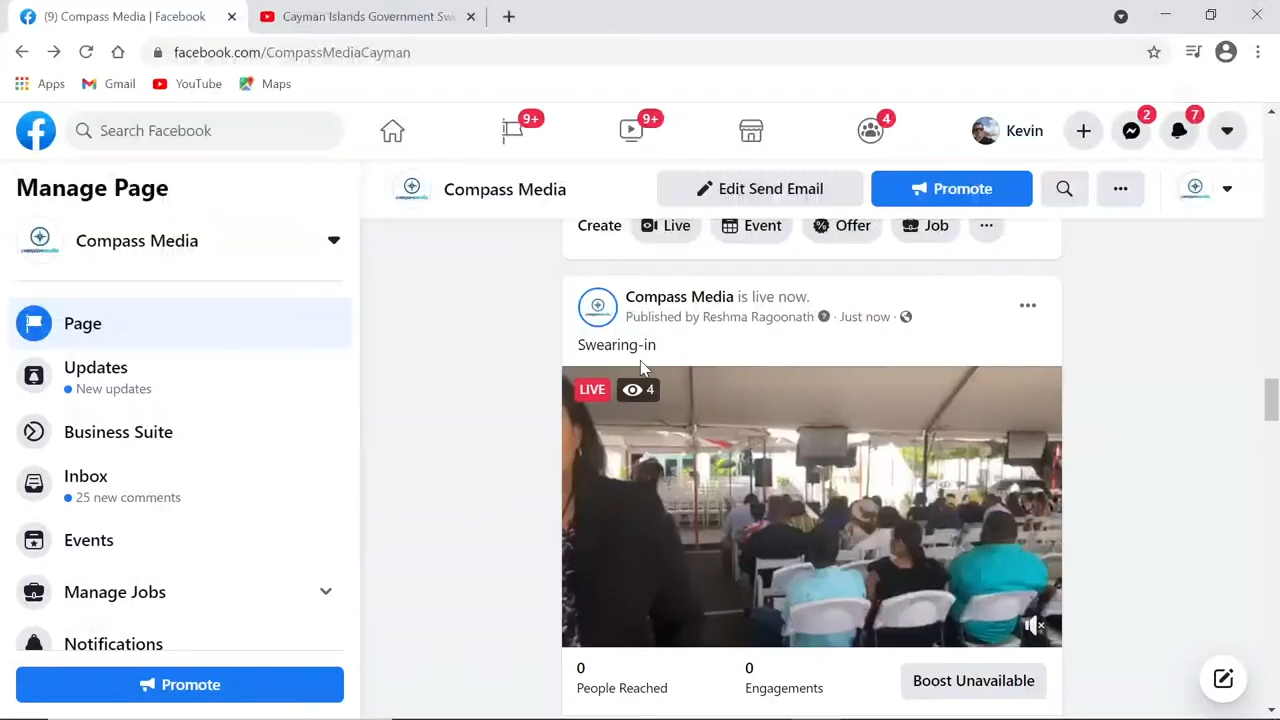 (9) Compass Media | Facebook
Cayman Islands Government Swe
facebook.com/CompassMediaCayman
Apps
Gmail
YouTube
Maps
Search Facebook
9+
9+
4
Kevin
2
7
Manage Page
Compass Media
Edit Send Email
Promote
Compass Media
Create
Live
Event
Offer
Job
Page
Updates
New updates
Business Suite
Inbox
25 new comments
Events
Manage Jobs
Notifications
Promote
Compass Media is live now.
Published by Reshma Ragoonath · Just now ·
Swearing-in
LIVE
4
0
People Reached
0
Engagements
Boost Unavailable